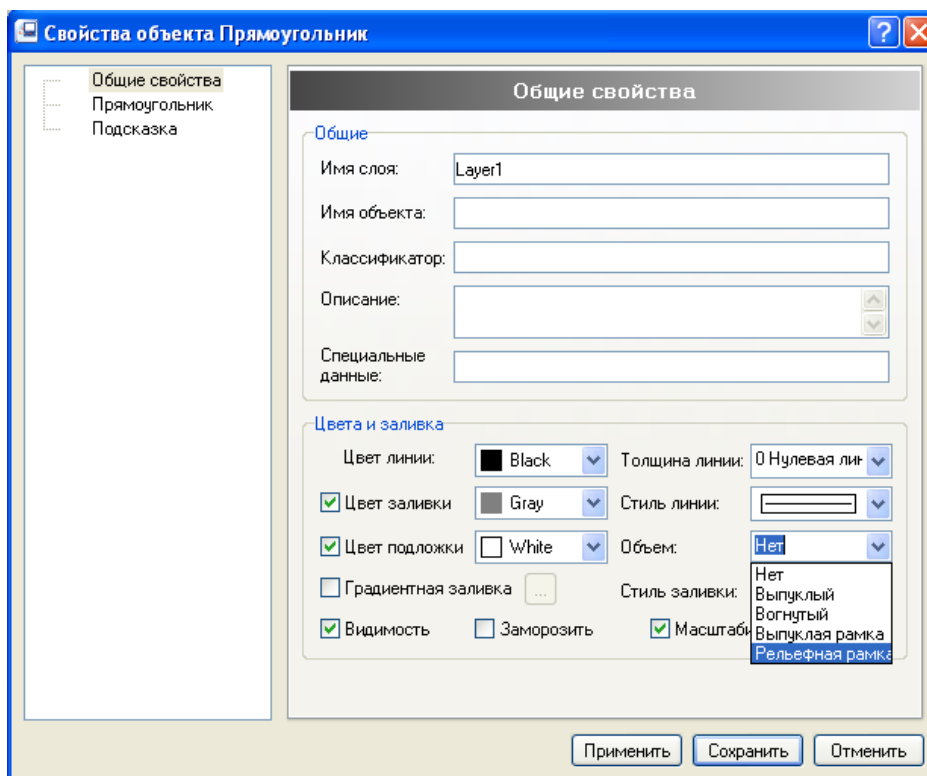 Свойства объекта Прямоугольник
Общие свойства
Прямоугольник
Подсказка
Общие свойства
Общие
Имя слоя: Layer1
Имя объекта:
Классификатор:
Описание:
Специальные
данные:
Цвета и заливка
Цвет линии: Black Толщина линии: 0 Нулевая лин
Цвет заливки Gray Стиль линии:
Цвет подложки White Объем: Нет
Нет
Градиентная заливка ... Стиль заливки: Выпуклый
Вогнутый
Видимость Заморозить Масштаби Выпуклая рамка
Рельефная рамка
Применить Сохранить Отменить